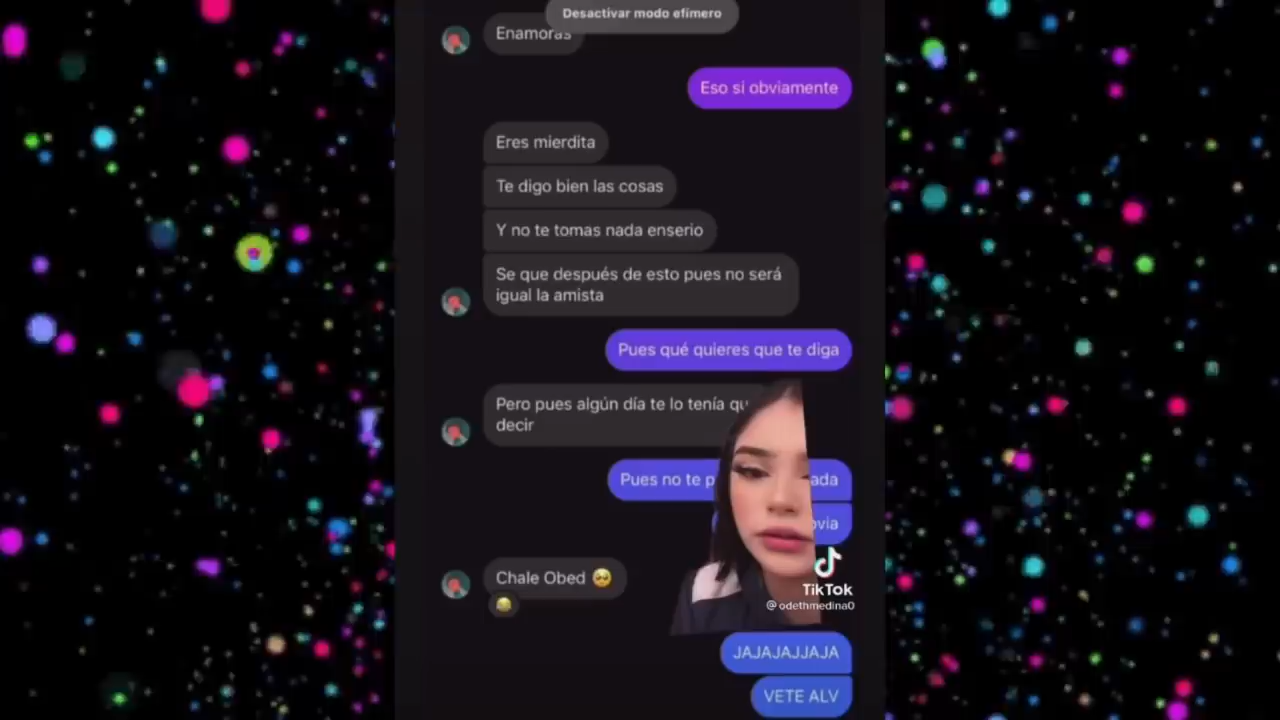 Desactivar modo efímero
Enamoras
Eso si obviamente
Eres mierdita
Te digo bien las cosas
Y no te tomas nada enserio
Se que después de esto pues no será
igual la amista
Pues qué quieres que te diga
Pero pues algún día te lo tenía
decir
Pues no te
Chale Obed 🥺
TikTok
@odethmedina0
JAJAJAJJAJA
VETE ALV